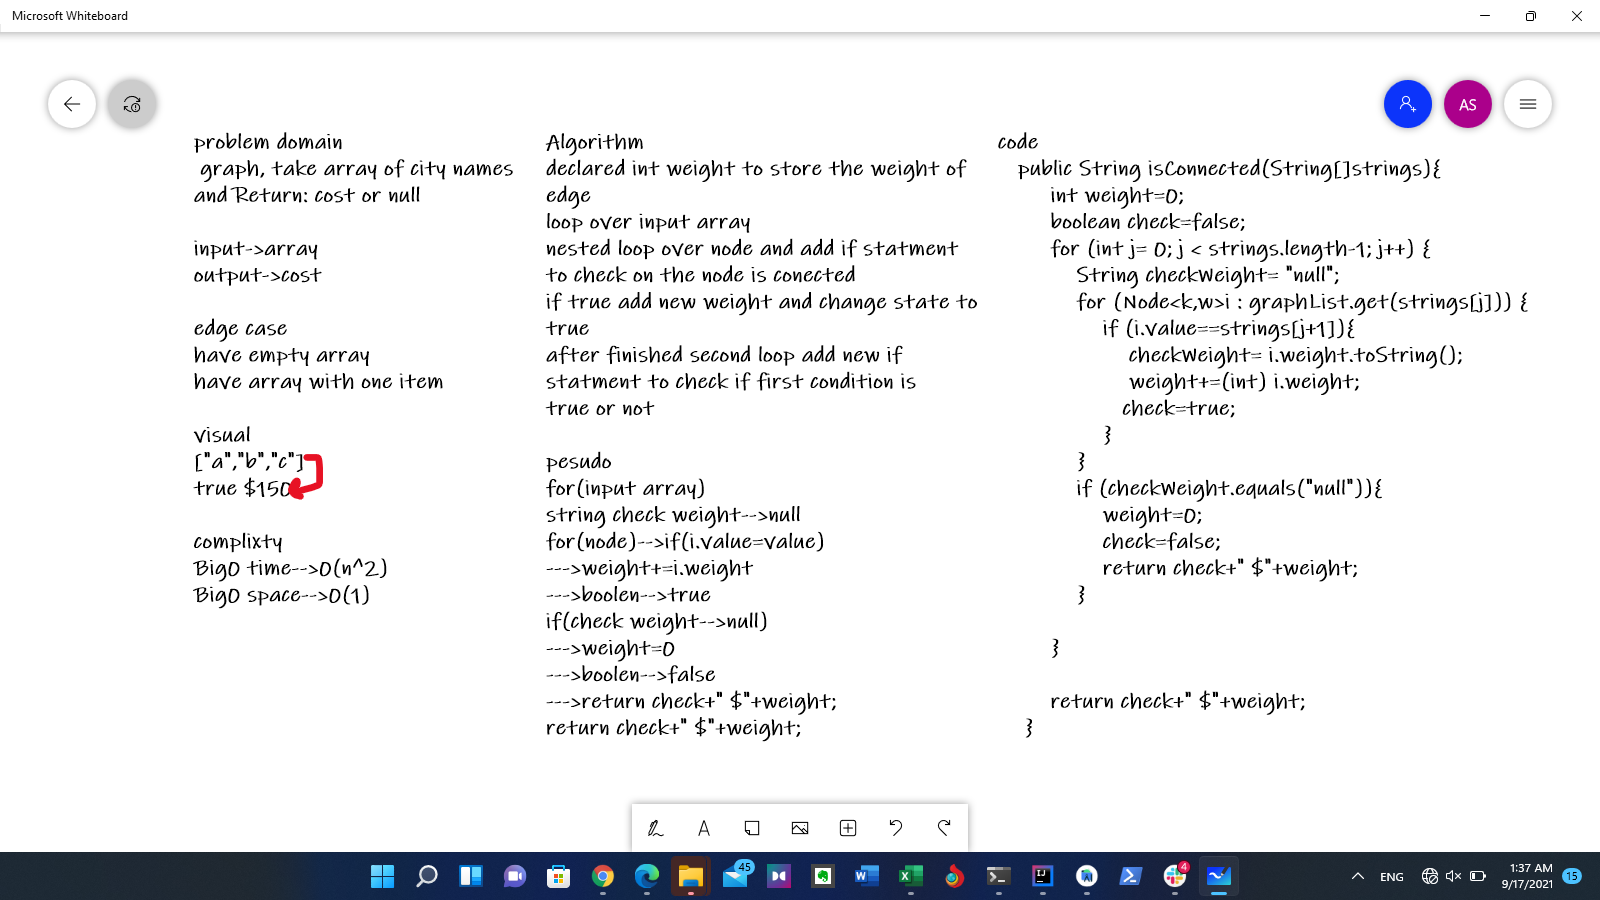 Microsoft Whiteboard
AS
problem domain
graph, take array of city names
and Return: cost or null
input->array
output->cost
edge case
have empty array
have array with one item
visual
["a","b","c"]
true $150
complixty
BigO time-->O(n^2)
BigO space-->O(1)
Algorithm
declared int weight to store the weight of
edge
loop over input array
nested loop over node and add if statment
to check on the node is conected
if true add new weight and change state to
true
after finished second loop add new if
statment to check if first condition is
true or not
pesudo
for(input array)
string check weight-->null
for(node)-->if(i.value=value)
--->weight+=i.weight
--->boolen-->true
if(check weight-->null)
--->weight=0
--->boolen-->false
--->return check+" $"+weight;
return check+" $"+weight;
code
public String isConnected(String[]strings){
int weight=0;
boolean check=false;
for (int j= 0; j < strings.length-1; j++) {
String checkWeight= "null";
for (Node<k,w>i : graphList.get(strings[j])) {
if (i.value==strings[j+1]){
checkWeight= i.weight.toString();
weight+=(int) i.weight;
check=true;
}
}
if (checkWeight.equals("null")){
weight=0;
check=false;
return check+" $"+weight;
}
}
return check+" $"+weight;
}
A
45
4
ENG
1:37 AM
9/17/2021
15